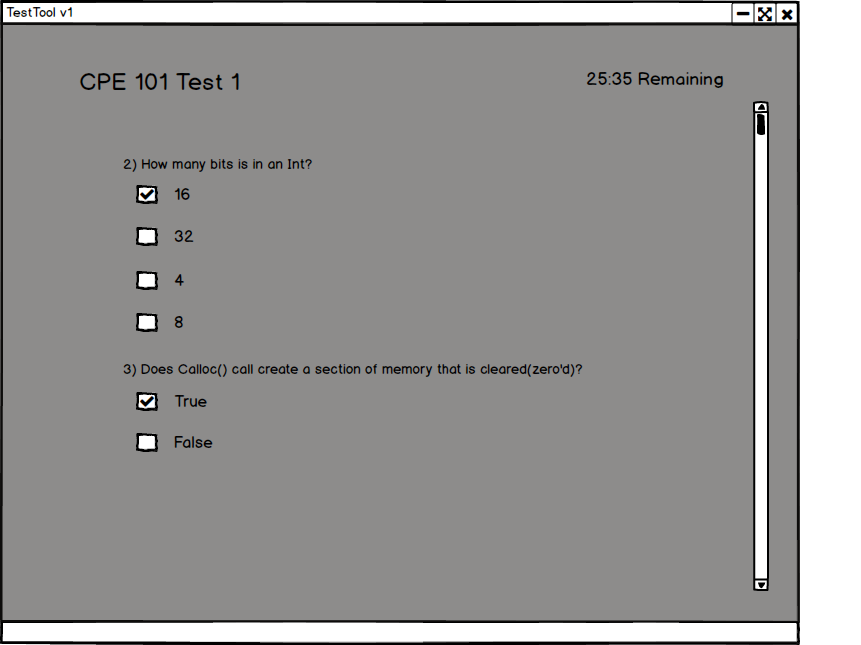 TestTool v1
CPE 101 Test 1
25:35 Remaining
2) How many bits is in an Int?
16
32
4
8
3) Does Calloc() call create a section of memory that is cleared(zero'd)?
True
False